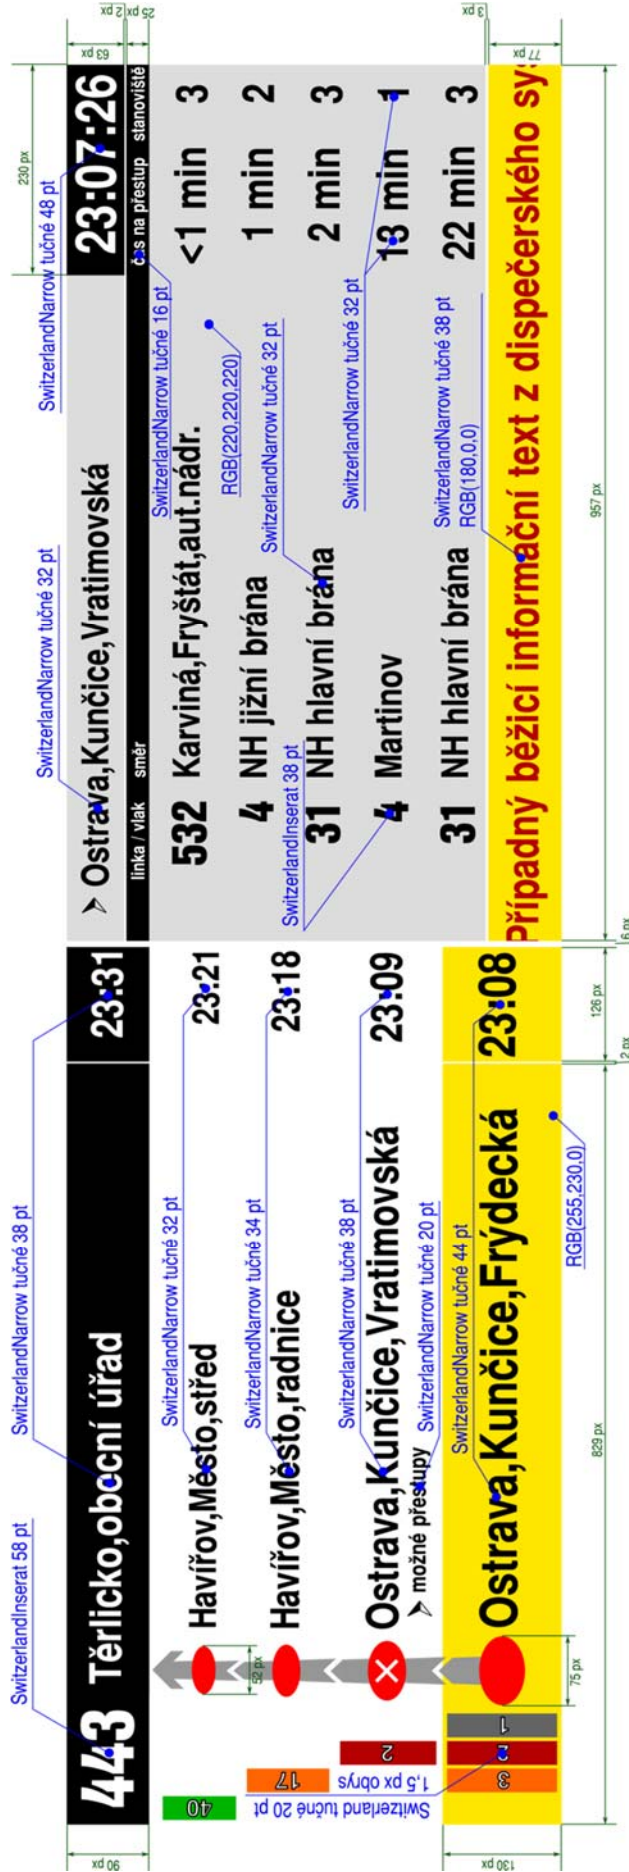 SwitzerlandInserat 58 pt
SwitzerlandNarrow tučné 38 pt
443 Těrlicko,obecní úřad 23:31
90 px
SwitzerlandNarrow tučné 32 pt
40 Havířov,Město,střed 23:21
SwitzerlandNarrow tučné 34 pt
52 px
17 Havířov,Město,radnice 23:18
SwitzerlandNarrow tučné 38 pt
2 Ostrava,Kunčice,Vratimovská 23:09
možné přestupy
SwitzerlandNarrow tučné 20 pt
Switzerland tučné 20 pt
1,5 px obrys
SwitzerlandNarrow tučné 44 pt
3 2 1 Ostrava,Kunčice,Frýdecká 23:08
130 px
75 px
RGB(255,230,0)
829 px
2 px
126 px
6 px
SwitzerlandNarrow tučné 32 pt
SwitzerlandNarrow tučné 48 pt
230 px
63 px
2 px
25 px
Ostrava,Kunčice,Vratimovská 23:07:26
linka / vlak směr čas na přestup stanoviště
SwitzerlandNarrow tučné 16 pt
532 Karviná,Fryštát,aut.nádr. <1 min 3
RGB(220,220,220)
4 NH jižní brána 1 min 2
SwitzerlandNarrow tučné 32 pt
31 NH hlavní brána 2 min 3
SwitzerlandInserat 38 pt
SwitzerlandNarrow tučné 32 pt
4 Martinov 13 min 1
31 NH hlavní brána 22 min 3
SwitzerlandNarrow tučné 38 pt
RGB(180,0,0)
3 px
Případný běžicí informační text z dispečerského sy
77 px
957 px